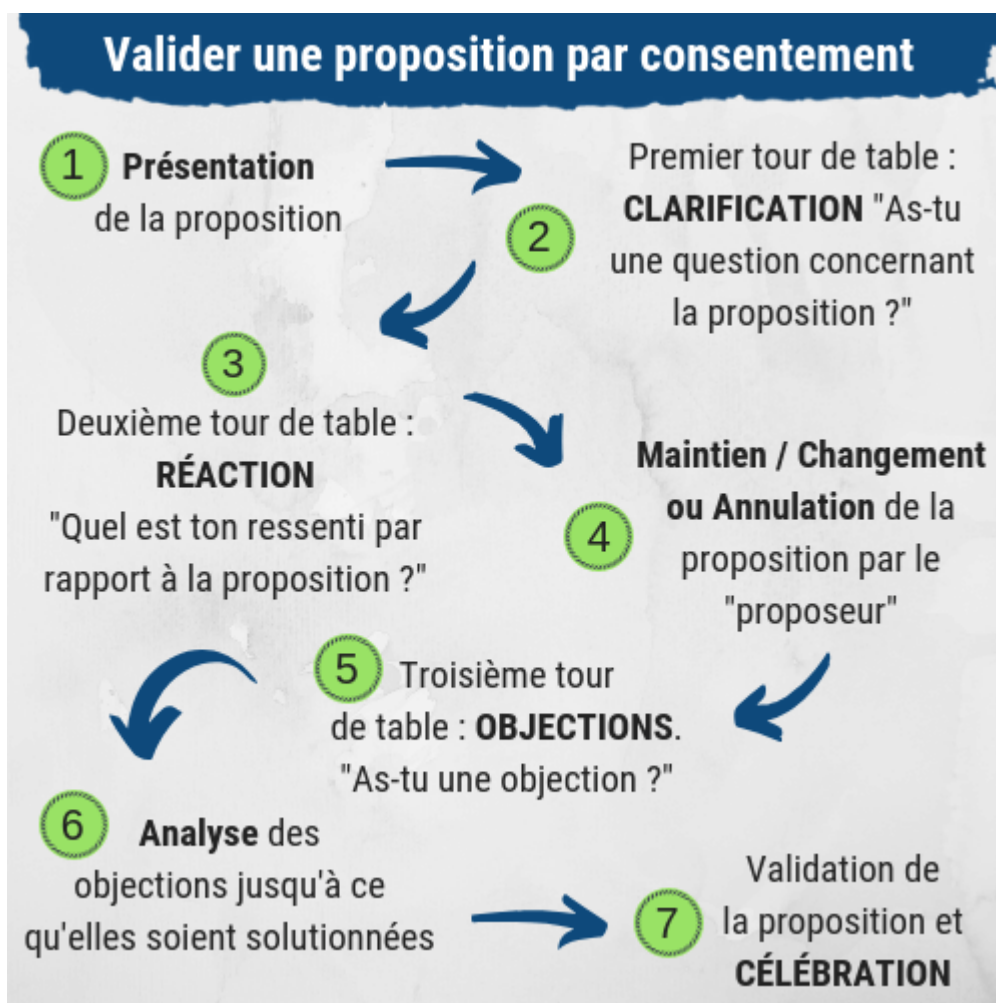 Valider une proposition par consentement
1 Présentation
de la proposition
Premier tour de table :
2 CLARIFICATION "As-tu
une question concernant
la proposition ?"
3
Deuxième tour de table :
RÉACTION
"Quel est ton ressenti par
rapport à la proposition ?"
Maintien / Changement
ou Annulation de la
4 proposition par le
"proposeur"
5 Troisième tour
de table : OBJECTIONS.
"As-tu une objection ?"
6 Analyse des
objections jusqu'à ce
qu'elles soient solutionnées
Validation de
7 la proposition et
CÉLÉBRATION